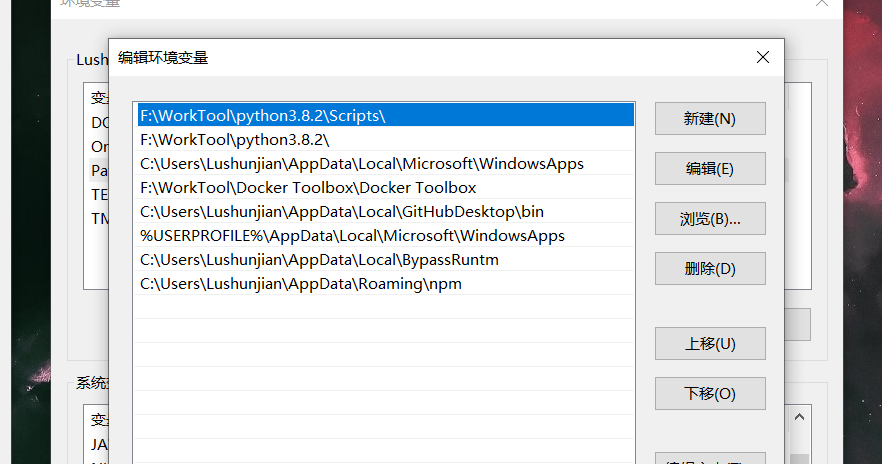 环境变量
编辑环境变量
Lush
变
DO
On
Pa
TE
TM
F:\WorkTool\python3.8.2\Scripts\
F:\WorkTool\python3.8.2\
C:\Users\Lushunjian\AppData\Local\Microsoft\WindowsApps
F:\WorkTool\Docker Toolbox\Docker Toolbox
C:\Users\Lushunjian\AppData\Local\GitHubDesktop\bin
%USERPROFILE%\AppData\Local\Microsoft\WindowsApps
C:\Users\Lushunjian\AppData\Local\BypassRuntm
C:\Users\Lushunjian\AppData\Roaming\npm
新建(N)
编辑(E)
浏览(B)...
删除(D)
上移(U)
下移(O)
系统
变
JA